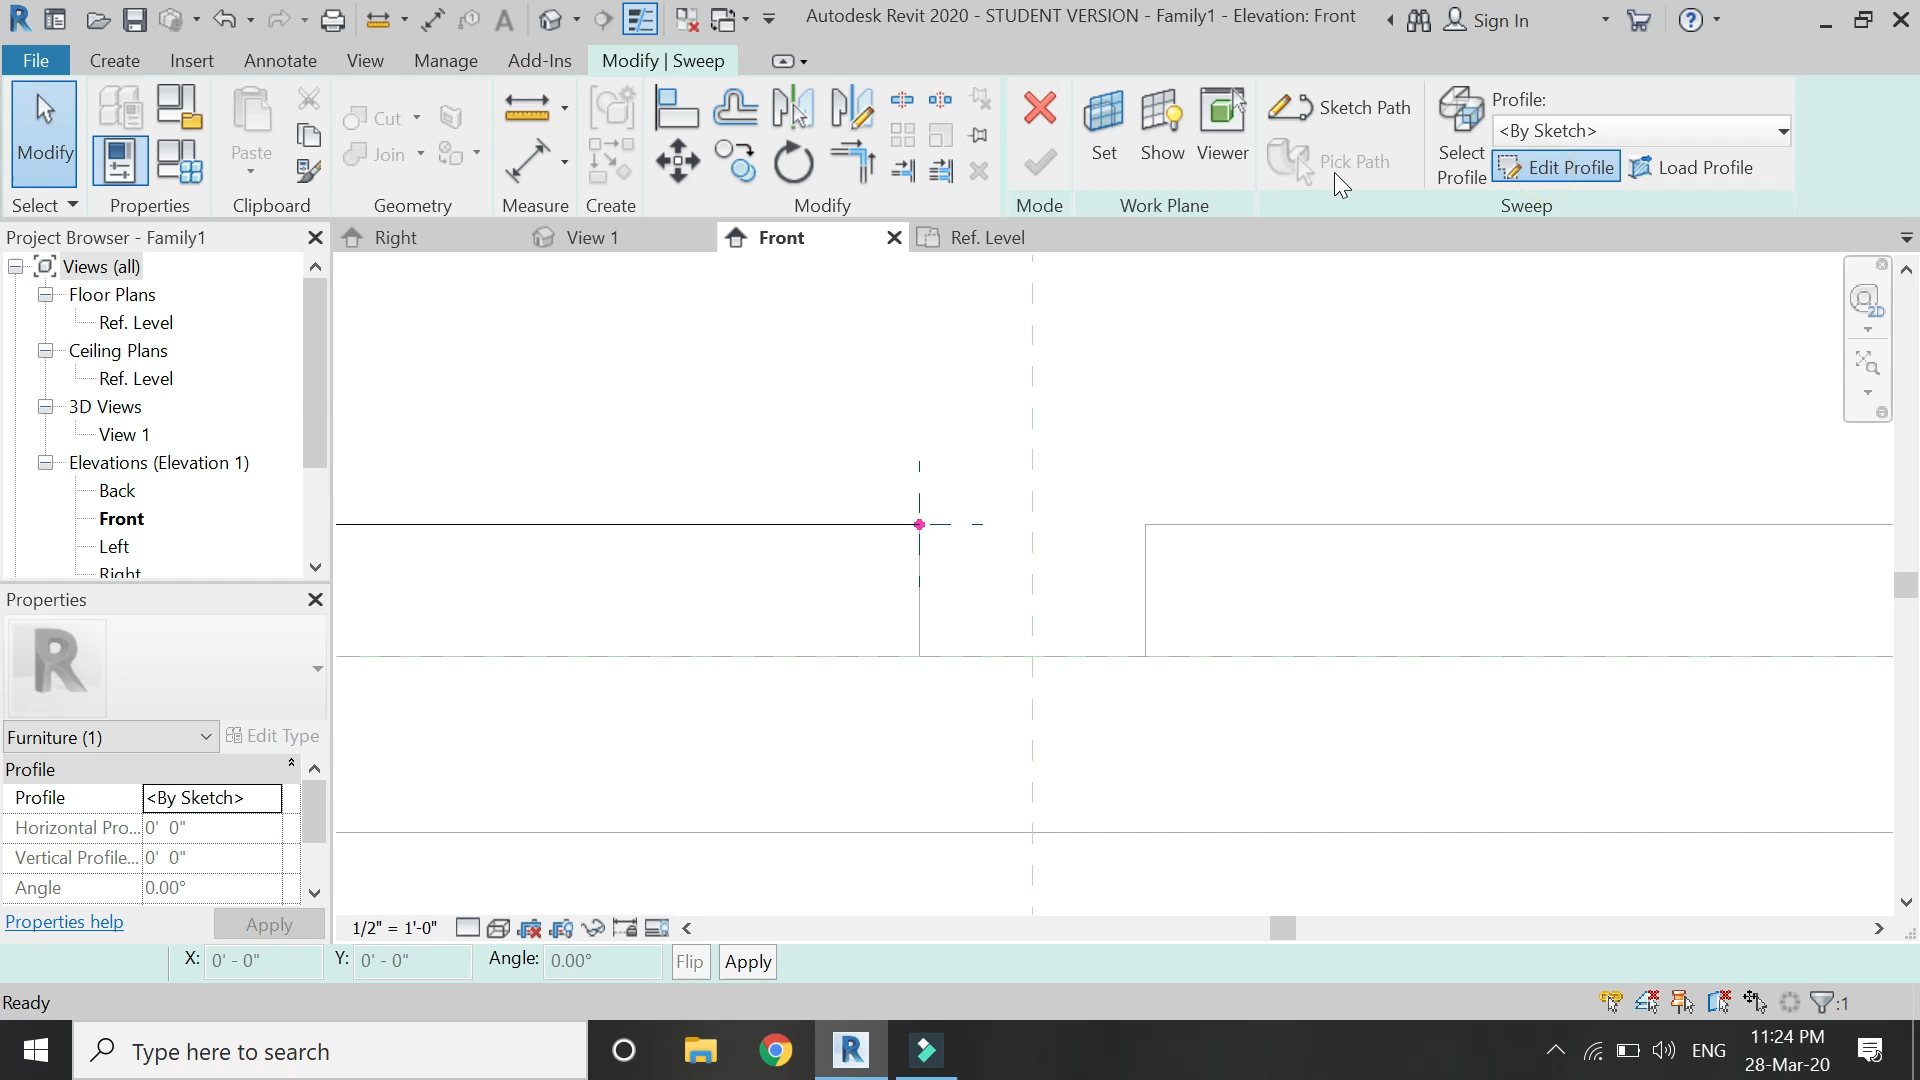 Autodesk Revit 2020 - STUDENT VERSION - Family1 - Elevation: Front
Sign In
File Create Insert Annotate View Manage Add-Ins Modify | Sweep
Modify
Paste
Cut
Join
Set Show Viewer
Sketch Path
Pick Path
Select
Profile
Profile:
<By Sketch>
Edit Profile Load Profile
Select Properties Clipboard Geometry Measure Create Modify Mode Work Plane Sweep
Project Browser - Family1
Right View 1 Front Ref. Level
Views (all)
Floor Plans
Ref. Level
Ceiling Plans
Ref. Level
3D Views
View 1
Elevations (Elevation 1)
Back
Front
Left
Right
2D
Properties
Furniture (1) Edit Type
Profile
Profile <By Sketch>
Horizontal Pro... 0' 0"
Vertical Profile... 0' 0"
Angle 0.00°
Properties help Apply
1/2" = 1'-0"
X: 0' - 0" Y: 0' - 0" Angle: 0.00° Flip Apply
Ready
:1
Type here to search
ENG
11:24 PM
28-Mar-20